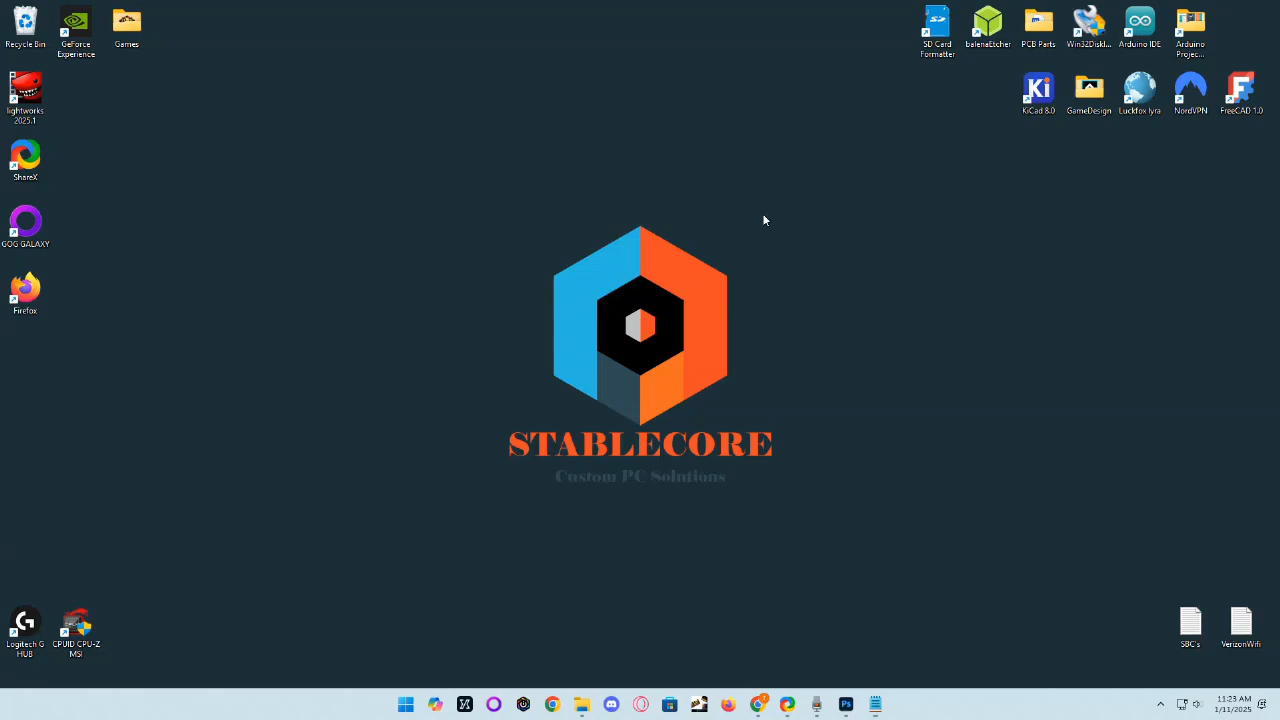 Recycle Bin
GeForce
Experience
Games
SD Card
Formatter
balenaEtcher
PCB Parts
Win32Diskl...
Arduino IDE
Arduino
Projec...
lightworks
2025.1
KiCad 8.0
GameDesign
Luckfox lyra
NordVPN
FreeCAD 1.0
ShareX
GOG GALAXY
Firefox
STABLECORE
Custom PC Solutions
Logitech G
HUB
CPUID CPU-Z
MSI
SBC's
VerizonWifi
11:23 AM
1/11/2025